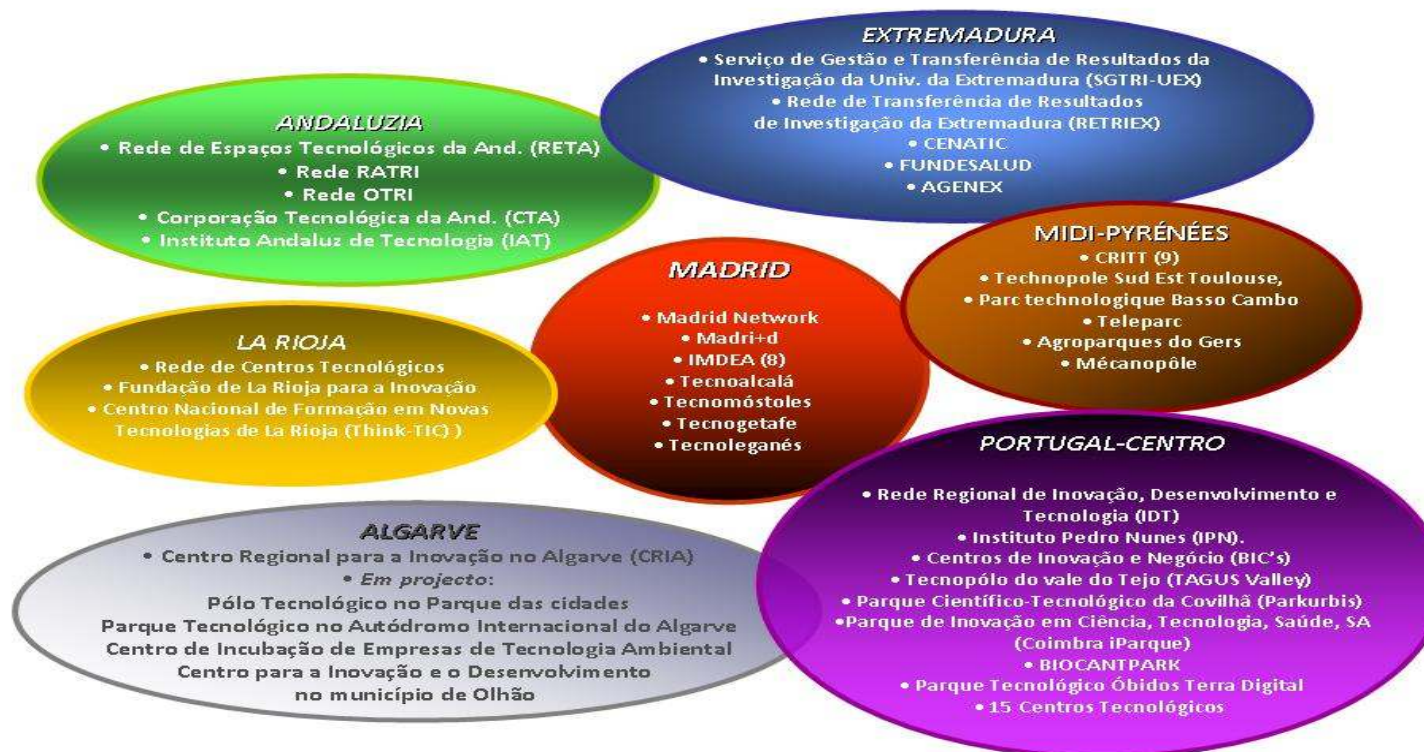 EXTREMADURA
• Serviço de Gestão e Transferência de Resultados da
Investigação da Univ. da Extremadura (SGTRI-UEX)
• Rede de Transferência de Resultados
de Investigação da Extremadura (RETRIEX)
• CENATIC
• FUNDESALUD
• AGENEX
ANDALUZIA
• Rede de Espaços Tecnológicos da And. (RETA)
• Rede RATRI
• Rede OTRI
• Corporação Tecnológica da And. (CTA)
• Instituto Andaluz de Tecnologia (IAT)
MIDI-PYRÉNÉES
• CRITT (9)
• Technopole Sud Est Toulouse,
• Parc technologique Basso Cambo
• Teleparc
• Agroparques do Gers
• Mécanopôle
MADRID
• Madrid Network
• Madri+d
• IMDEA (8)
• Tecnoalcalá
• Tecnomóstoles
• Tecnogetafe
• Tecnoleganés
LA RIOJA
• Rede de Centros Tecnológicos
• Fundação de La Rioja para a Inovação
• Centro Nacional de Formação em Novas
Tecnologias de La Rioja (Think-TIC) )
PORTUGAL-CENTRO
• Rede Regional de Inovação, Desenvolvimento e
Tecnologia (IDT)
• Instituto Pedro Nunes (IPN).
• Centros de Inovação e Negócio (BIC’s)
• Tecnopólo do vale do Tejo (TAGUS Valley)
• Parque Científico-Tecnológico da Covilhã (Parkurbis)
•Parque de Inovação em Ciência, Tecnologia, Saúde, SA
(Coimbra iParque)
• BIOCANTPARK
• Parque Tecnológico Óbidos Terra Digital
• 15 Centros Tecnológicos
ALGARVE
• Centro Regional para a Inovação no Algarve (CRIA)
• Em projecto:
Pólo Tecnológico no Parque das cidades
Parque Tecnológico no Autódromo Internacional do Algarve
Centro de Incubação de Empresas de Tecnologia Ambiental
Centro para a Inovação e o Desenvolvimento
no município de Olhão